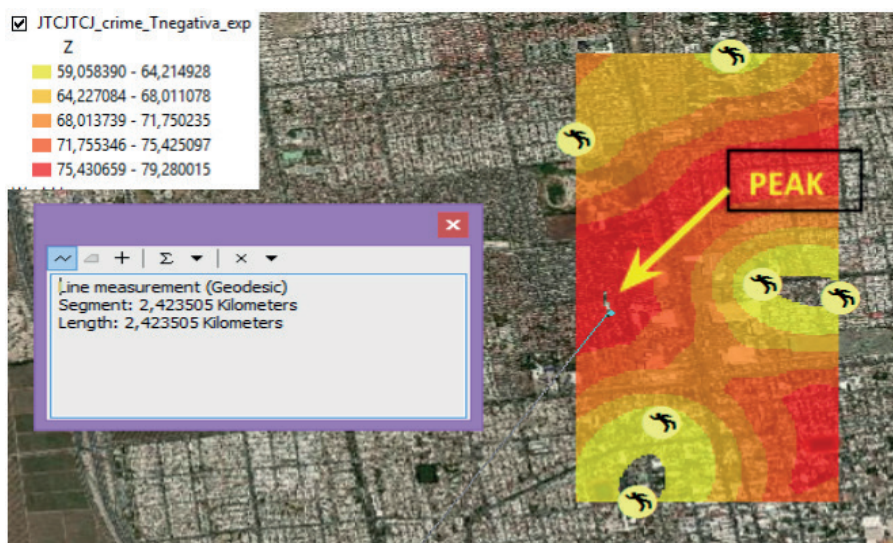 JTCJTCJ_crime_Tnegativa_exp
Z
59,058390 - 64,214928
64,227084 - 68,011078
68,013739 - 71,750235
71,755346 - 75,425097
75,430659 - 79,280015
PEAK
Line measurement (Geodesic)
Segment: 2,423505 Kilometers
Length: 2,423505 Kilometers